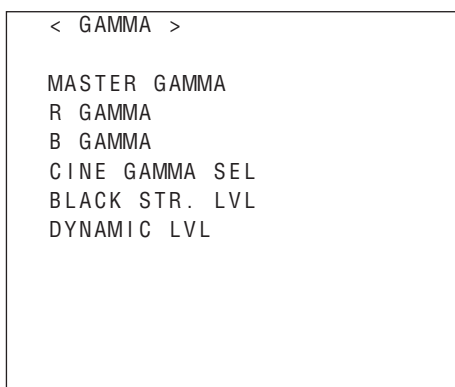 < GAMMA >
MASTER GAMMA
R GAMMA
B GAMMA
CINE GAMMA SEL
BLACK STR. LVL
DYNAMIC LVL